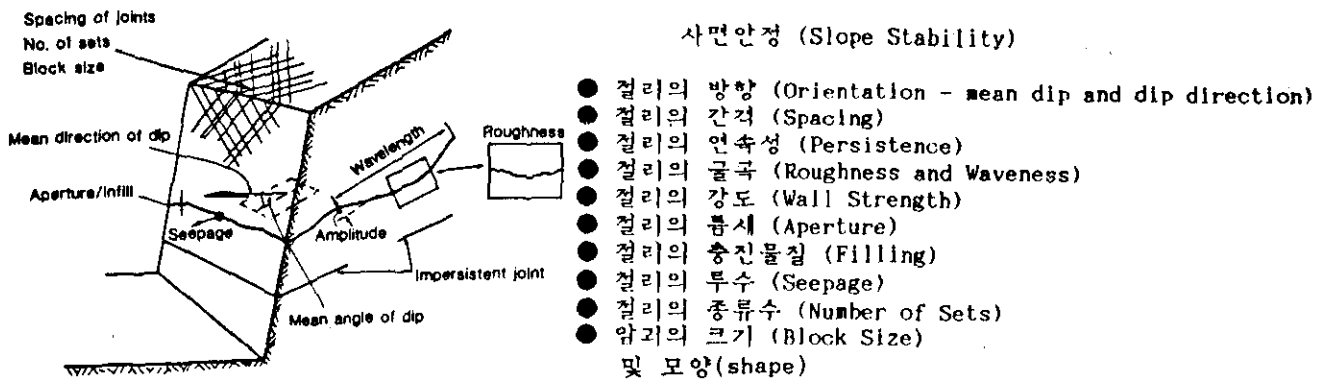 Spacing of joints
No. of sets
Block size
Mean direction of dip
Aperture/Infill
Seepage
Wavelength
Roughness
Amplitude
Impersistent joint
Mean angle of dip
사면안정 (Slope Stability)
● 절리의 방향 (Orientation - mean dip and dip direction)
● 절리의 간격 (Spacing)
● 절리의 연속성 (Persistence)
● 절리의 굴곡 (Roughness and Waveness)
● 절리의 강도 (Wall Strength)
● 절리의 틈새 (Aperture)
● 절리의 충진물질 (Filling)
● 절리의 투수 (Seepage)
● 절리의 종류수 (Number of Sets)
● 암괴의 크기 (Block Size)
및 모양(shape)